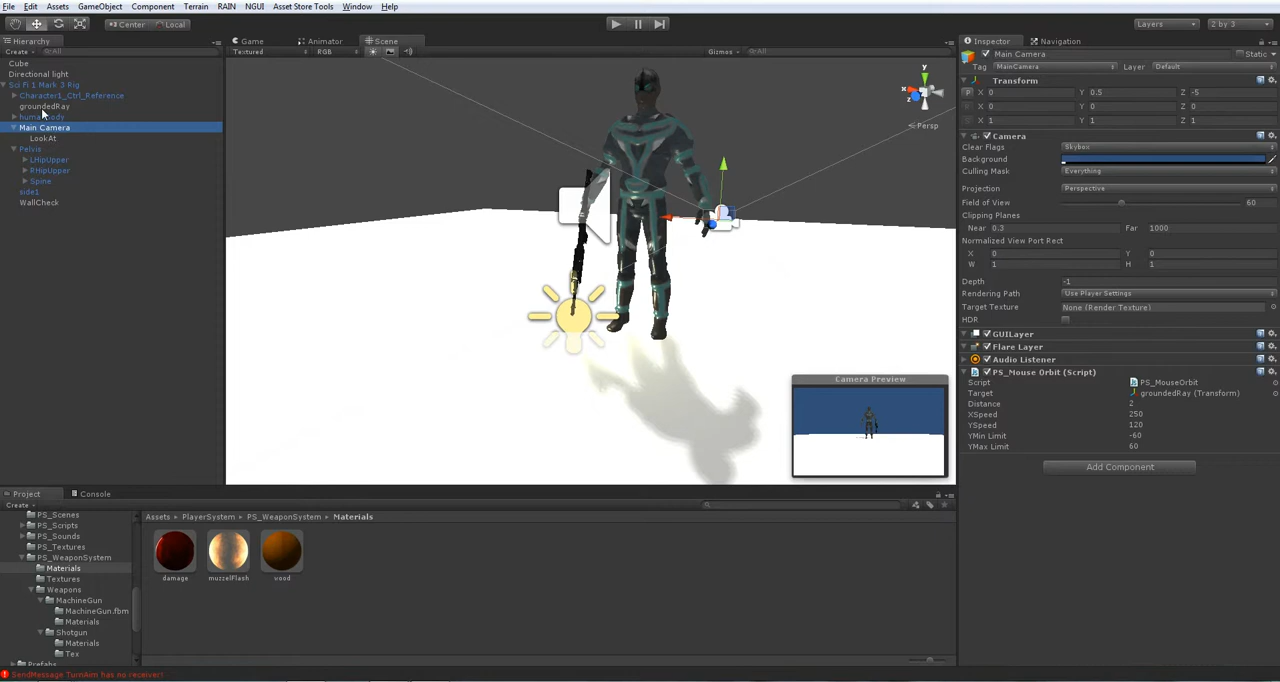 File Edit Assets GameObject Component Terrain RAIN NGUI Asset Store Tools Window Help
Center Local Layers 2 by 3
Hierarchy Game Animator Scene Inspector Navigation
Create All Textured RGB Gizmos All
Main Camera Static
Cube
Tag MainCamera Layer Default
Directional light
Transform
Sci Fi 1 Mark 3 Rig
P X 0 Y 0.5 Z -5
Character1_Ctrl_Reference
groundedRay
X 0 Y 0 Z 0
X 1 Y 1 Z 1
Main Camera
LookAt
Pelvis
LHipUpper
RHipUpper
Spine
side1
WallCheck
y
x
z
Persp
Camera
Clear Flags Skybox
Background
Culling Mask Everything
Projection Perspective
Field of View 60
Clipping Planes
Near 0.3 Far 1000
Normalized View Port Rect
X 0 Y 0
W 1 H 1
Depth -1
Rendering Path Use Player Settings
Target Texture None (Render Texture)
HDR
GUILayer
Flare Layer
Audio Listener
PS_Mouse Orbit (Script)
Script PS_MouseOrbit
Target groundedRay (Transform)
Distance 2
XSpeed 250
YSpeed 120
YMin Limit -60
YMax Limit 60
Add Component
Camera Preview
Project Console
Create
PS_Scenes
PS_Scripts
PS_Sounds
PS_Textures
PS_WeaponSystem
Materials
Textures
Weapons
MachineGun
MachineGun.fbm
Materials
Shotgun
Materials
Tex
Prefabs
Assets PlayerSystem PS_WeaponSystem Materials
damage muzzelFlash wood
SendMessage TurnAim has no receiver!